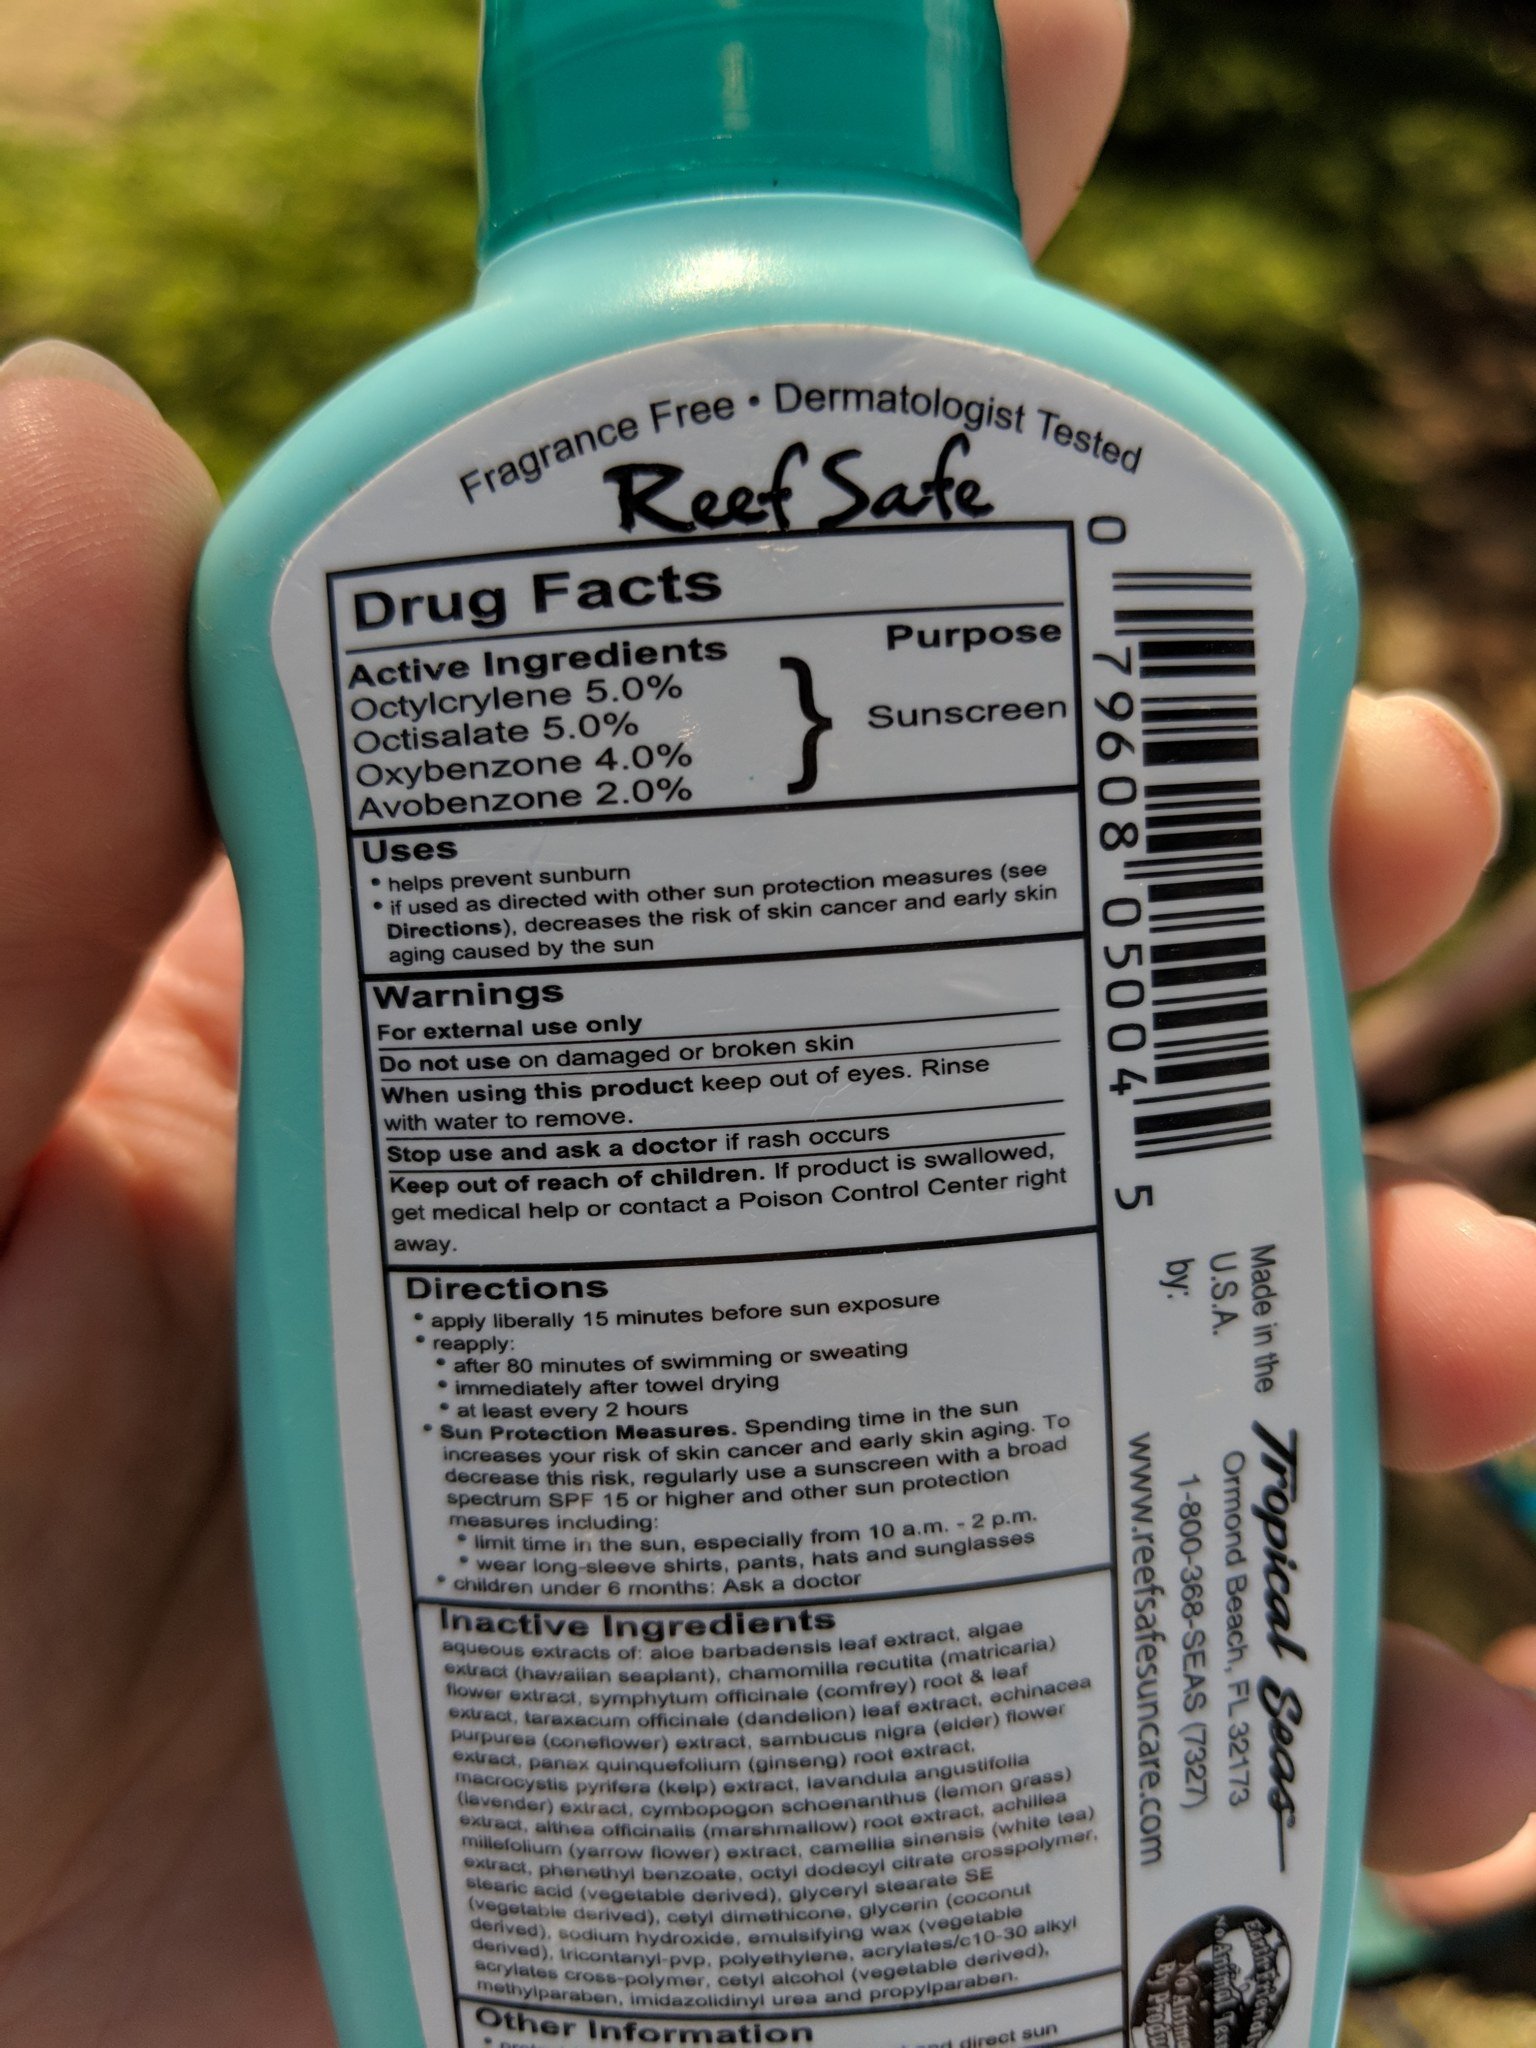 Fragrance Free • Dermatologist Tested
Reef Safe
Drug Facts
Active Ingredients
Purpose
Octylcrylene 5.0%
Octisalate 5.0%
Oxybenzone 4.0%
Avobenzone 2.0%
} Sunscreen
Uses
• helps prevent sunburn
• if used as directed with other sun protection measures (see
Directions), decreases the risk of skin cancer and early skin
aging caused by the sun
Warnings
For external use only
Do not use on damaged or broken skin
When using this product keep out of eyes. Rinse
with water to remove.
Stop use and ask a doctor if rash occurs
Keep out of reach of children. If product is swallowed,
get medical help or contact a Poison Control Center right
away.
Directions
• apply liberally 15 minutes before sun exposure
• reapply:
• after 80 minutes of swimming or sweating
• immediately after towel drying
• at least every 2 hours
• Sun Protection Measures. Spending time in the sun
increases your risk of skin cancer and early skin aging. To
decrease this risk, regularly use a sunscreen with a broad
spectrum SPF 15 or higher and other sun protection
measures including:
• limit time in the sun, especially from 10 a.m. - 2 p.m.
• wear long-sleeve shirts, pants, hats and sunglasses
• children under 6 months: Ask a doctor
Inactive Ingredients
aqueous extracts of: aloe barbadensis leaf extract, algae
extract (hawaiian seaplant), chamomilla recutita (matricaria)
flower extract, symphytum officinale (comfrey) root & leaf
extract, taraxacum officinale (dandelion) leaf extract, echinacea
purpurea (coneflower) extract, sambucus nigra (elder) flower
extract, panax quinquefolium (ginseng) root extract,
macrocystis pyrifera (kelp) extract, lavandula angustifolia
(lavender) extract, cymbopogon schoenanthus (lemon grass)
extract, althea officinalis (marshmallow) root extract, achillea
millefolium (yarrow flower) extract, camellia sinensis (white tea)
extract, phenethyl benzoate, octyl dodecyl citrate crosspolymer,
stearic acid (vegetable derived), glyceryl stearate SE
(vegetable derived), cetyl dimethicone, glycerin (coconut
derived), sodium hydroxide, emulsifying wax (vegetable
derived), tricontanyl-pvp, polyethylene, acrylates/c10-30 alkyl
acrylates cross-polymer, cetyl alcohol (vegetable derived),
methylparaben, imidazolidinyl urea and propylparaben.
Other Information
and direct sun
0 79608 05004 5
Made in the
U.S.A.
by:
Tropical Seas
Ormond Beach, FL 32173
1-800-368-SEAS (7327)
www.reefsafesuncare.com